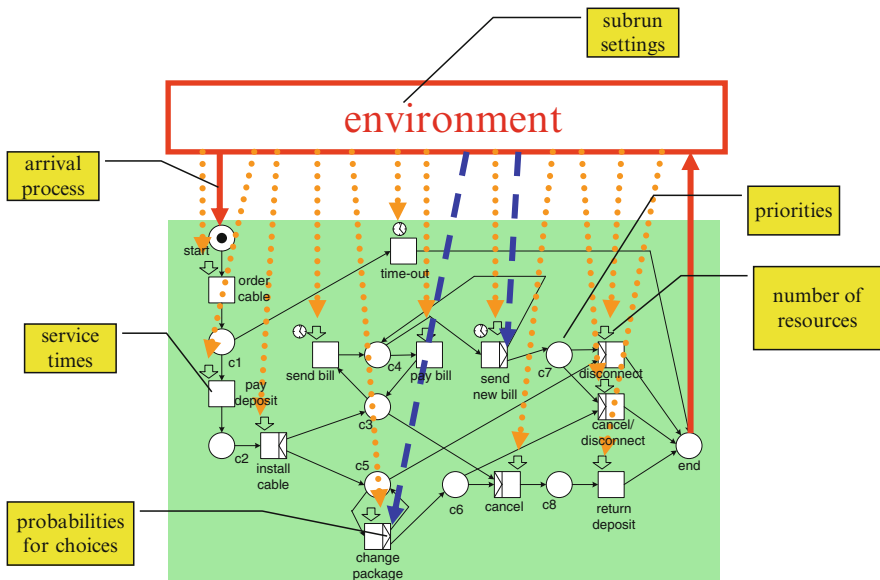 subrun
settings
environment
arrival
process
priorities
start
time-out
order
cable
number of
resources
service
times
c1
send bill
c4
pay bill
send
new bill
c7
disconnect
pay
deposit
c3
cancel/
disconnect
c2
install
cable
c5
c6
cancel
c8
return
deposit
end
probabilities
for choices
change
package